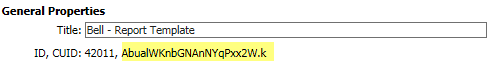 General Properties
Title: Bell - Report Template
ID, CUID: 42011, AbualWKnbGNAnNYqPxx2W.k